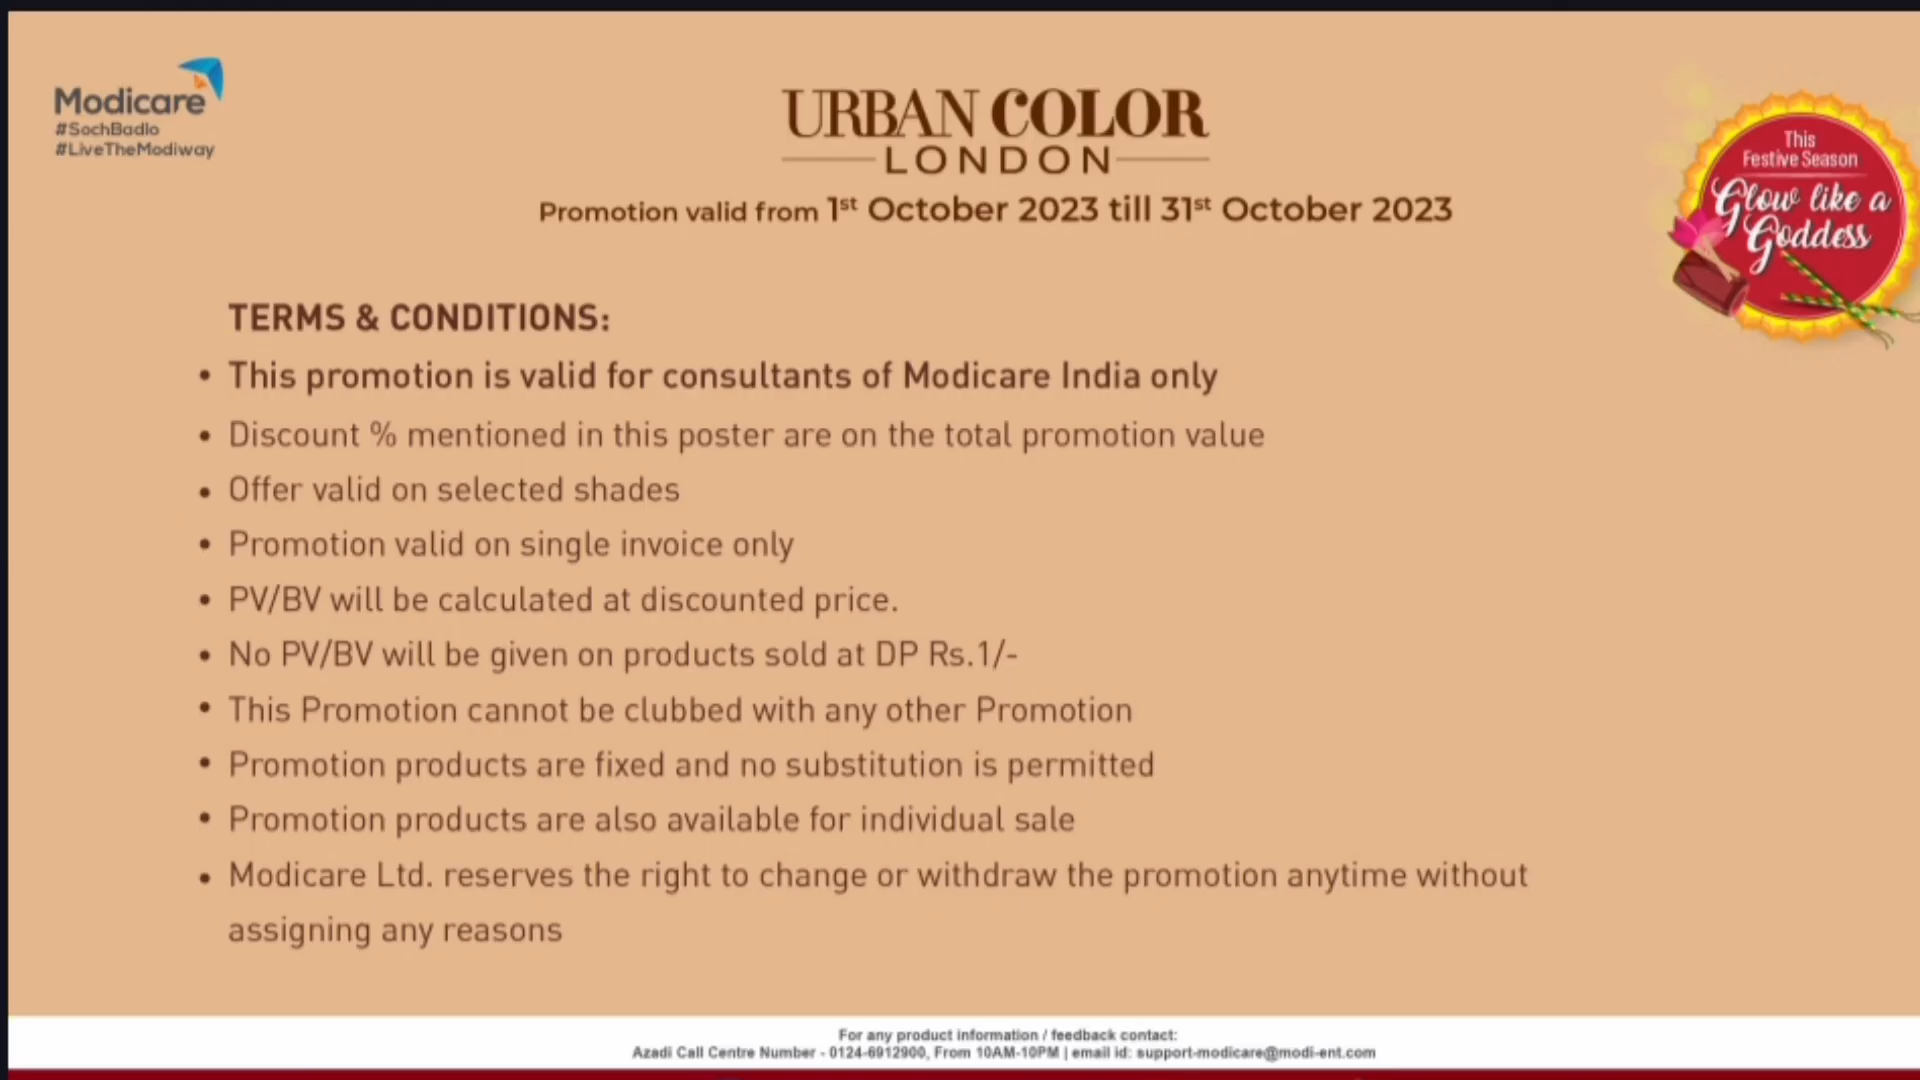 Modicare
#SochBadlo
#LiveTheModiway
URBAN COLOR
LONDON
Promotion valid from 1st October 2023 till 31st October 2023
This
Festive Season
Glow like a
Goddess
TERMS & CONDITIONS:
• This promotion is valid for consultants of Modicare India only
• Discount % mentioned in this poster are on the total promotion value
• Offer valid on selected shades
• Promotion valid on single invoice only
• PV/BV will be calculated at discounted price.
• No PV/BV will be given on products sold at DP Rs.1/-
• This Promotion cannot be clubbed with any other Promotion
• Promotion products are fixed and no substitution is permitted
• Promotion products are also available for individual sale
• Modicare Ltd. reserves the right to change or withdraw the promotion anytime without
assigning any reasons
For any product information / feedback contact:
Azadi Call Centre Number - 0124-6912900, From 10AM-10PM | email id: support-modicare@modi-ent.com